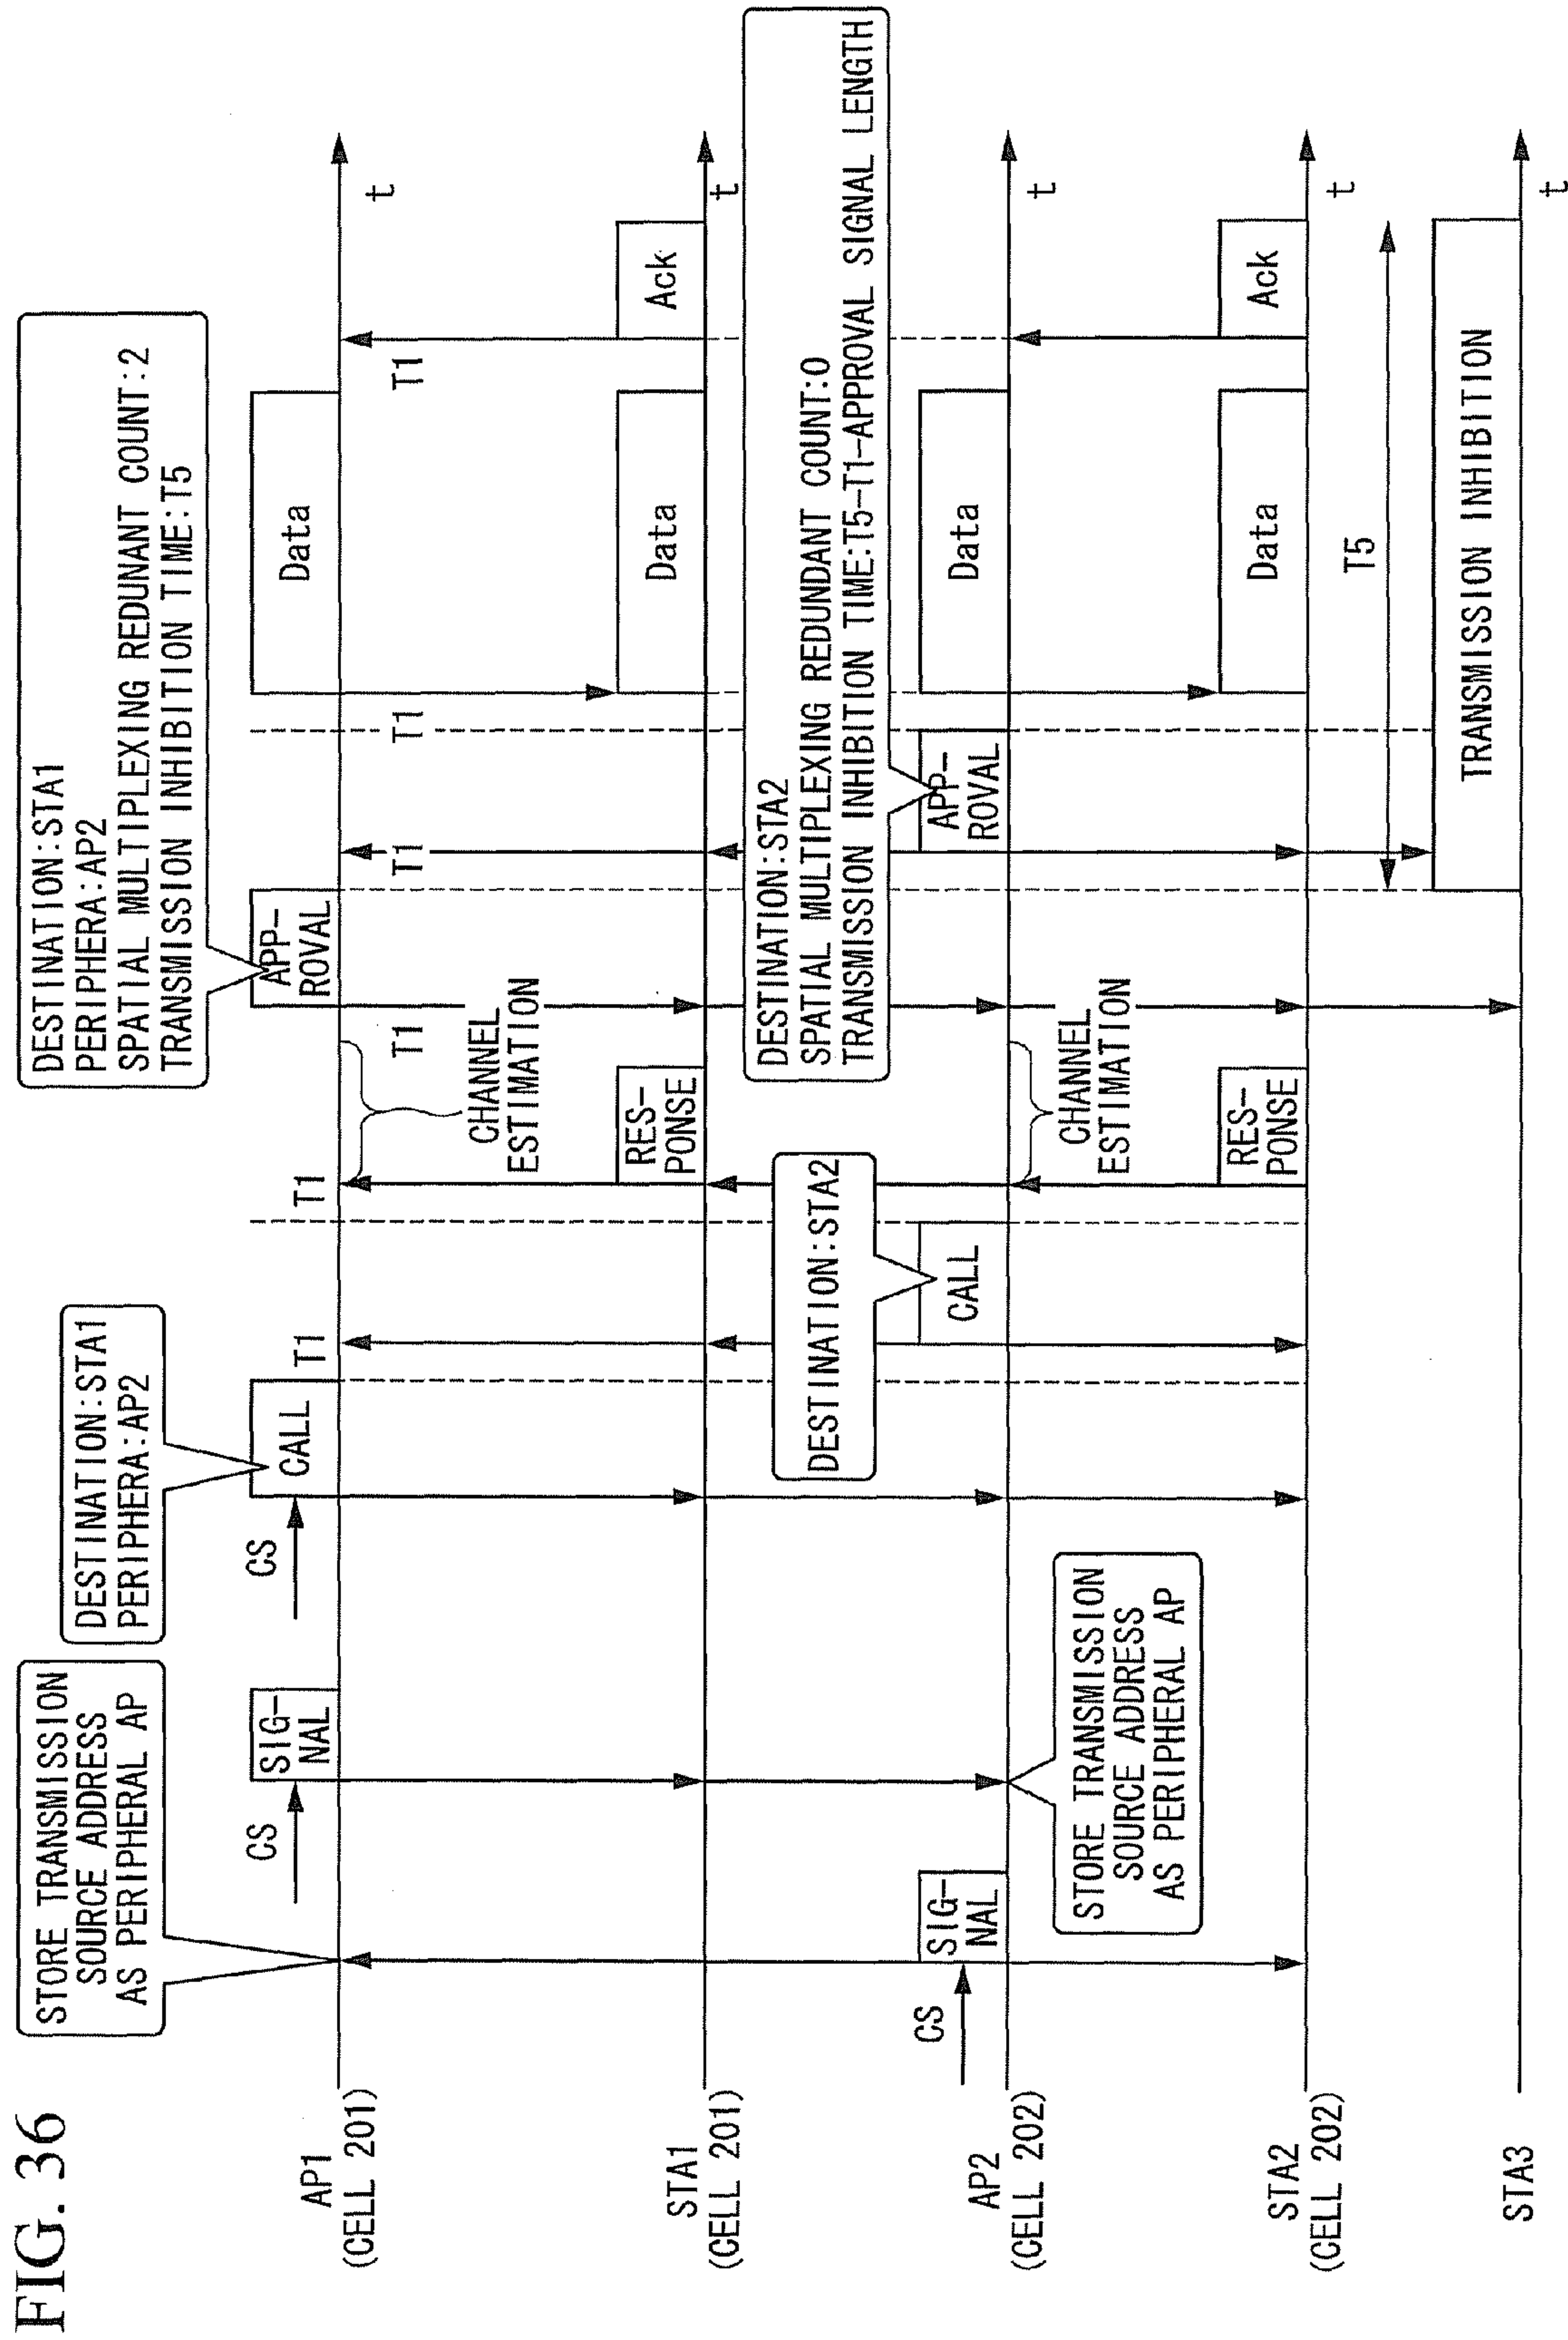 FIG. 36
STORE TRANSMISSION
SOURCE ADDRESS
AS PERIPHERAL AP
DESTINATION:STA1
PERIPHERA:AP2
DESTINATION:STA1
PERIPHERA:AP2
SPATIAL MULTIPLEXING REDUNANT COUNT:2
TRANSMISSION INHIBITION TIME:T5
AP1
(CELL 201)
CS
SIG-
NAL
CS
CALL
T1
T1
CHANNEL
ESTIMATION
T1
APP-
ROVAL
T1
T1
Data
T1
t
STA1
(CELL 201)
RES-
PONSE
Data
Ack
t
DESTINATION:STA2
DESTINATION:STA2
SPATIAL MULTIPLEXING REDUNDANT COUNT:0
TRANSMISSION INHIBITION TIME:T5-T1-APPROVAL SIGNAL LENGTH
AP2
(CELL 202)
CS
SIG-
NAL
STORE TRANSMISSION
SOURCE ADDRESS
AS PERIPHERAL AP
CALL
CHANNEL
ESTIMATION
APP-
ROVAL
Data
t
STA2
(CELL 202)
RES-
PONSE
Data
Ack
t
T5
STA3
TRANSMISSION INHIBITION
t